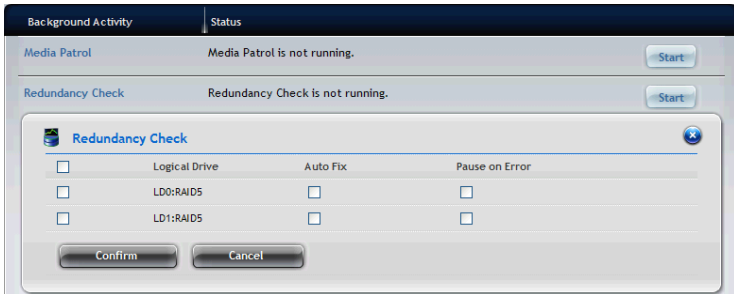 Background Activity Status
Media Patrol Media Patrol is not running. Start
Redundancy Check Redundancy Check is not running. Start
Redundancy Check
Logical Drive Auto Fix Pause on Error
LD0:RAID5
LD1:RAID5
Confirm Cancel